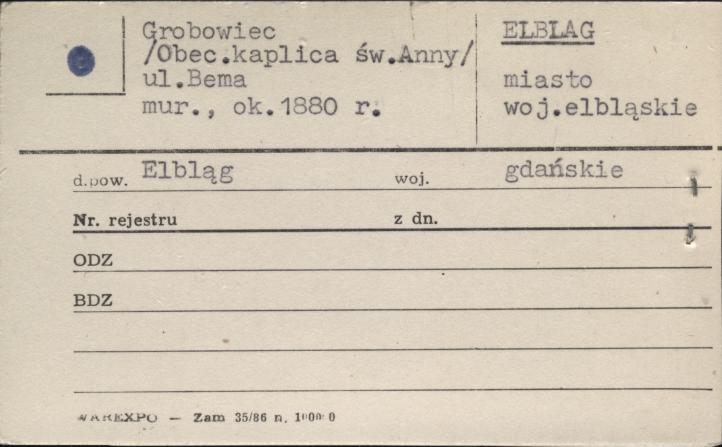 Grobowiec
/Obec.kaplica św.Anny/
ul.Bema
mur., ok.1880 r.
ELBLAG
miasto
woj.elbląskie
d.pow. Elbląg woj. gdańskie
Nr. rejestru z dn.
ODZ
BDZ
WAREXPO — Zam 35/86 n.